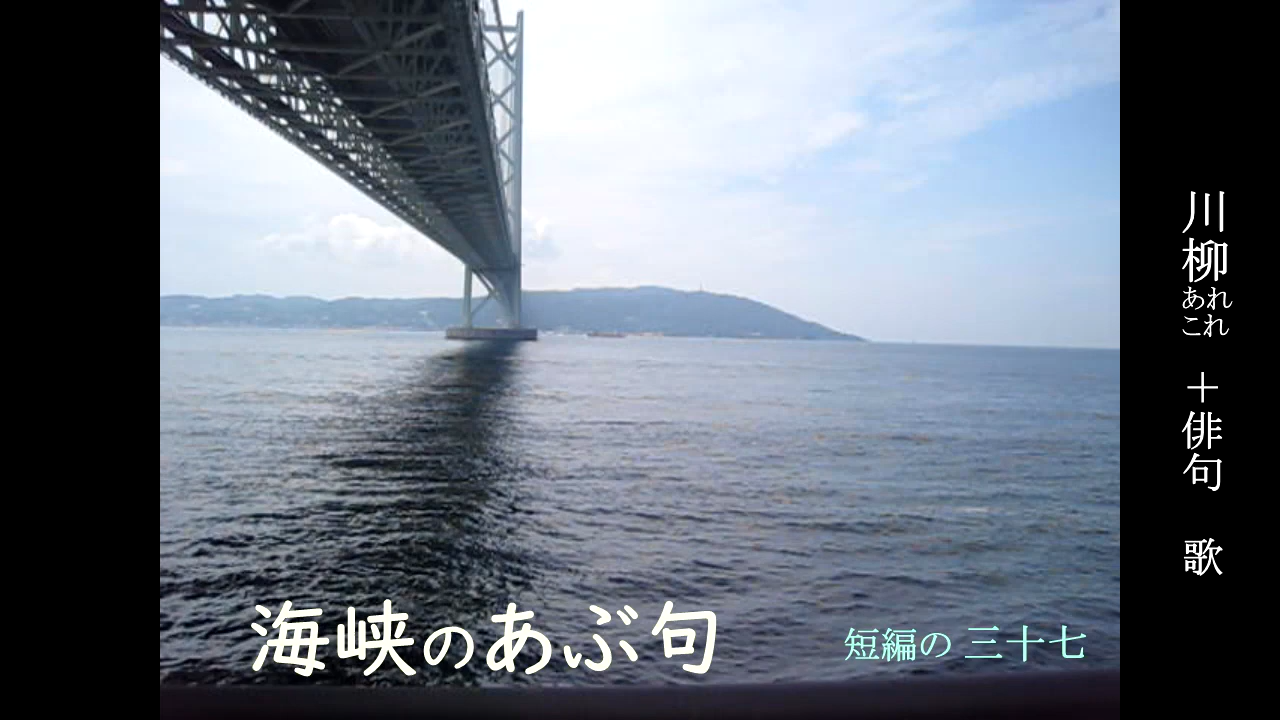 川柳あれこれ ＋俳句 歌
海峡のあぶ句
短編の 三十七